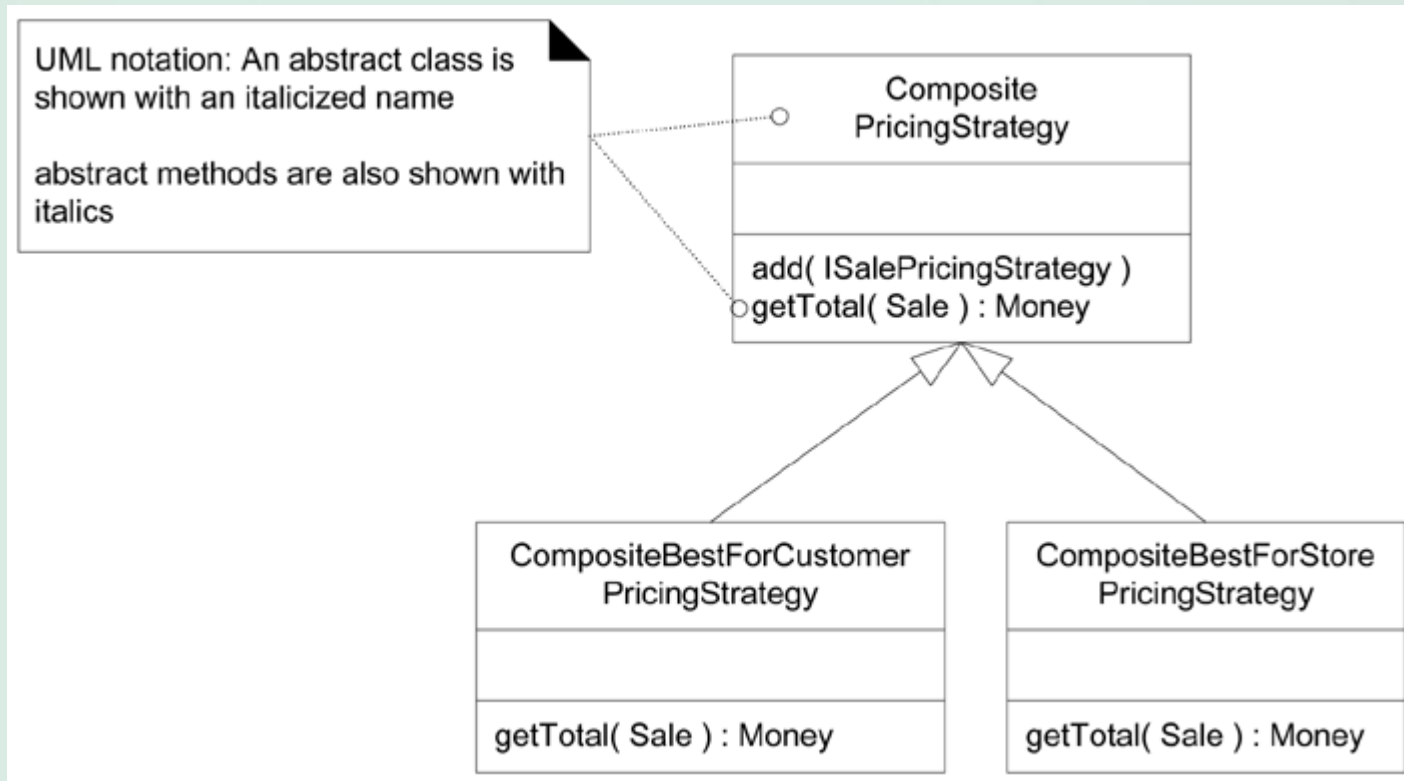 UML notation: An abstract class is
shown with an italicized name
abstract methods are also shown with
italics
Composite
PricingStrategy
add( ISalePricingStrategy )
getTotal( Sale ) : Money
CompositeBestForCustomer
PricingStrategy
getTotal( Sale ) : Money
CompositeBestForStore
PricingStrategy
getTotal( Sale ) : Money